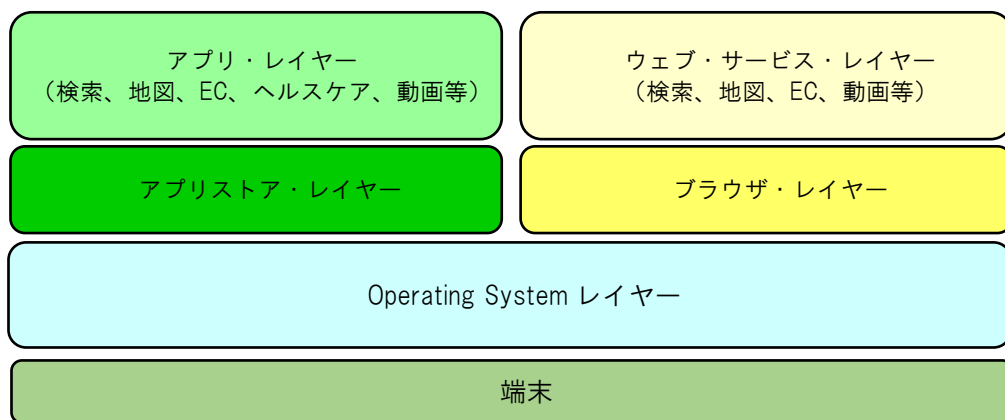 アプリ・レイヤー
（検索、地図、EC、ヘルスケア、動画等）
ウェブ・サービス・レイヤー
（検索、地図、EC、動画等）
アプリストア・レイヤー
ブラウザ・レイヤー
Operating System レイヤー
端末